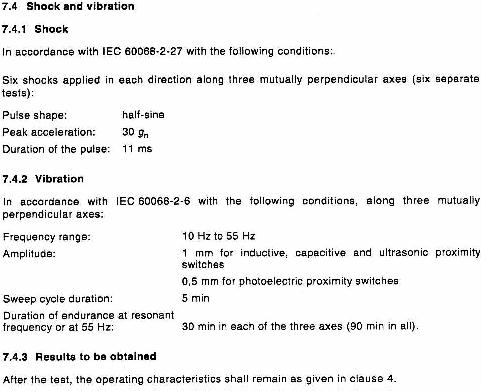 7.4 Shock and vibration
7.4.1 Shock
In accordance with IEC 60068-2-27 with the following conditions:.
Six shocks applied in each direction along three mutually perpendicular axes (six separate
tests):
Pulse shape: half-sine
Peak acceleration: 30 gn
Duration of the pulse: 11 ms
7.4.2 Vibration
In accordance with IEC 60068-2-6 with the following conditions, along three mutually
perpendicular axes:
Frequency range: 10 Hz to 55 Hz
Amplitude: 1 mm for inductive, capacitive and ultrasonic proximity
switches
0,5 mm for photoelectric proximity switches
Sweep cycle duration: 5 min
Duration of endurance at resonant
frequency or at 55 Hz: 30 min in each of the three axes (90 min in all).
7.4.3 Results to be obtained
After the test, the operating characteristics shall remain as given in clause 4.